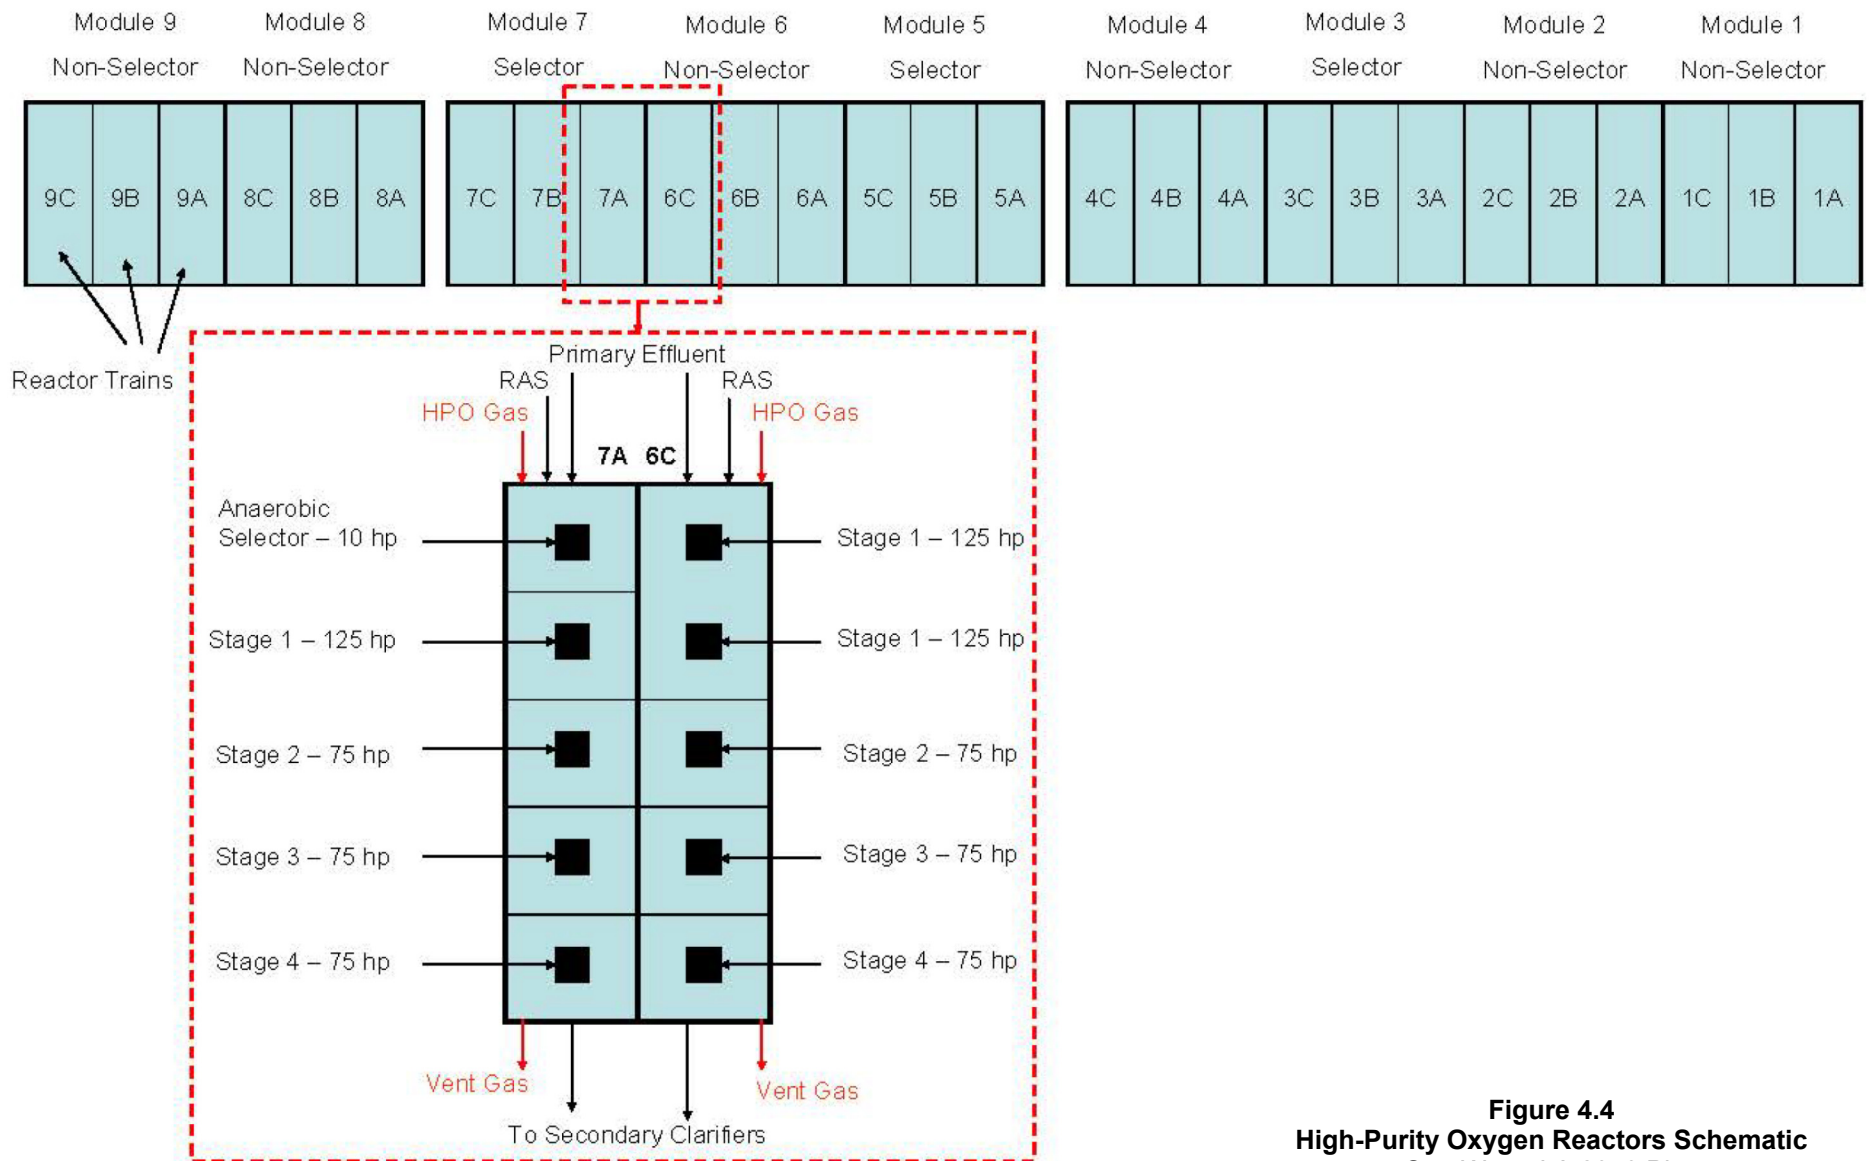 Module 9 Module 8 Module 7 Module 6 Module 5 Module 4 Module 3 Module 2 Module 1
Non-Selector Non-Selector Selector Non-Selector Selector Non-Selector Selector Non-Selector Non-Selector
9C 9B 9A 8C 8B 8A 7C 7B 7A 6C 6B 6A 5C 5B 5A 4C 4B 4A 3C 3B 3A 2C 2B 2A 1C 1B 1A
Reactor Trains
Primary Effluent
RAS RAS
HPO Gas HPO Gas
7A 6C
Anaerobic
Selector – 10 hp
Stage 1 – 125 hp
Stage 1 – 125 hp
Stage 1 – 125 hp
Stage 2 – 75 hp
Stage 2 – 75 hp
Stage 3 – 75 hp
Stage 3 – 75 hp
Stage 4 – 75 hp
Stage 4 – 75 hp
Vent Gas
Vent Gas
To Secondary Clarifiers
Figure 4.4
High-Purity Oxygen Reactors Schematic